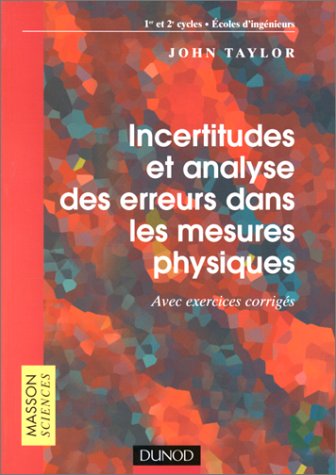 1er et 2e cycles • Écoles d'ingénieurs
JOHN TAYLOR
Incertitudes
et analyse
des erreurs dans
les mesures
physiques
Avec exercices corrigés
MASSON
SCIENCES
DUNOD